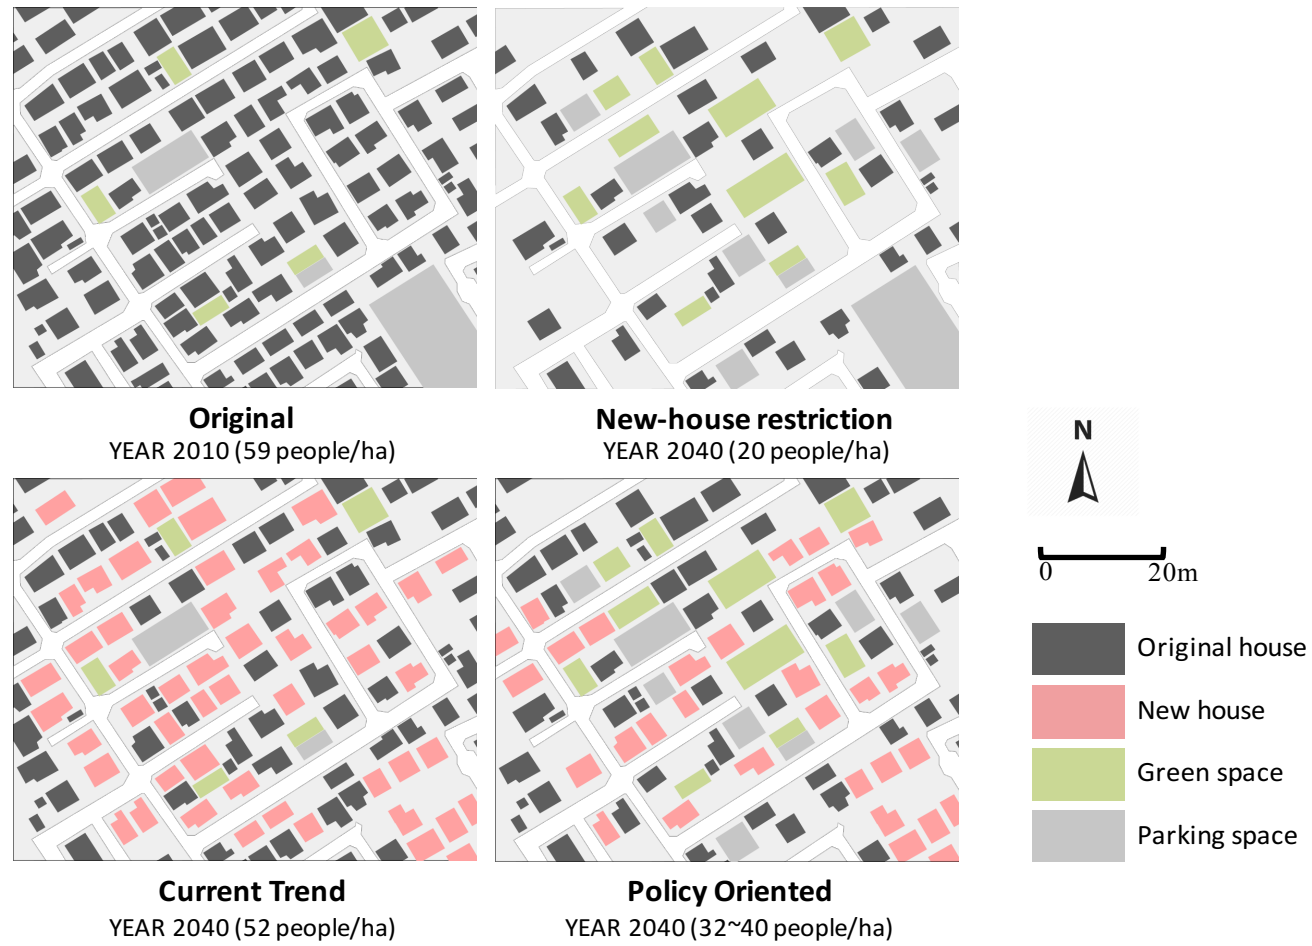 Original
YEAR 2010 (59 people/ha)
New-house restriction
YEAR 2040 (20 people/ha)
Current Trend
YEAR 2040 (52 people/ha)
Policy Oriented
YEAR 2040 (32~40 people/ha)
N
0 20m
Original house
New house
Green space
Parking space